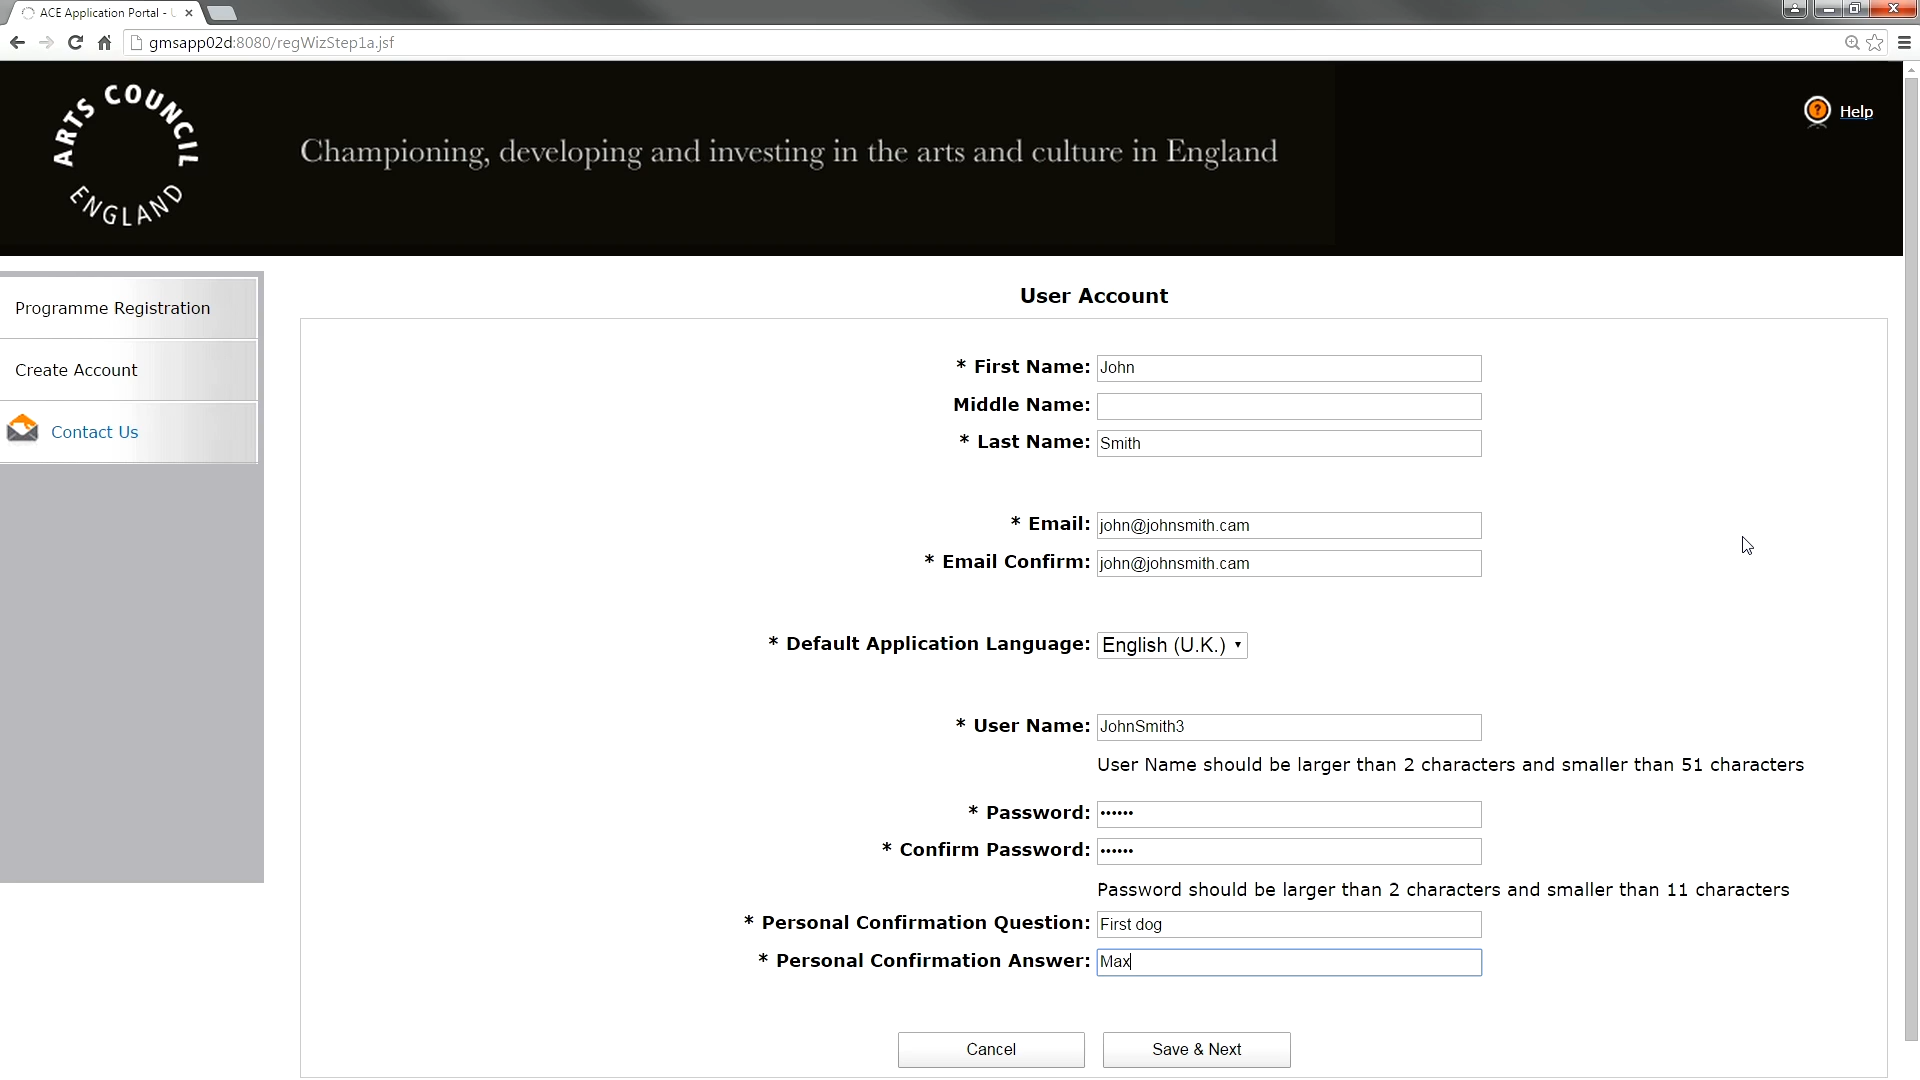 ACE Application Portal - U
gmsapp02d:8080/regWizStep1a.jsf
ARTS COUNCIL
ENGLAND
Championing, developing and investing in the arts and culture in England
Help
Programme Registration
Create Account
Contact Us
User Account
* First Name: John
Middle Name:
* Last Name: Smith
* Email: john@johnsmith.cam
* Email Confirm: john@johnsmith.cam
* Default Application Language: English (U.K.)
* User Name: JohnSmith3
User Name should be larger than 2 characters and smaller than 51 characters
* Password: ••••••
* Confirm Password: ••••••
Password should be larger than 2 characters and smaller than 11 characters
* Personal Confirmation Question: First dog
* Personal Confirmation Answer: Max
Cancel
Save & Next